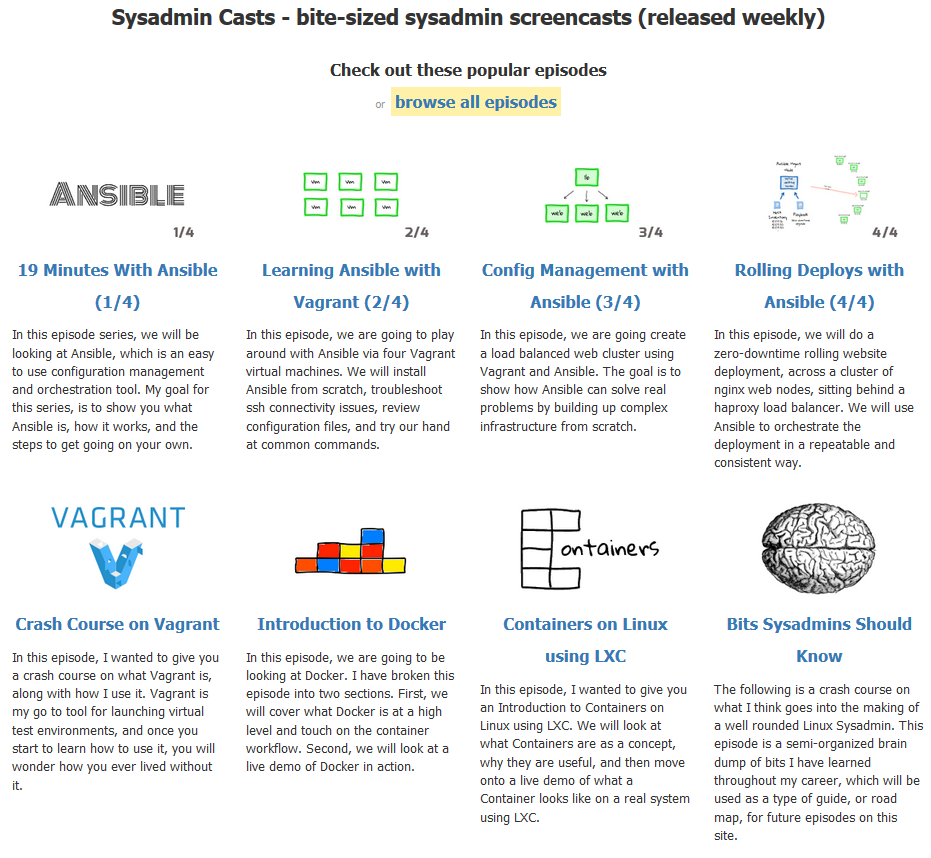 Sysadmin Casts - bite-sized sysadmin screencasts (released weekly)
Check out these popular episodes
or browse all episodes
ANSIBLE
1/4
19 Minutes With Ansible
(1/4)
In this episode series, we will be
looking at Ansible, which is an easy
to use configuration management
and orchestration tool. My goal for
this series, is to show you what
Ansible is, how it works, and the
steps to get going on your own.
vm vm vm
vm vm vm
2/4
Learning Ansible with
Vagrant (2/4)
In this episode, we are going to play
around with Ansible via four Vagrant
virtual machines. We will install
Ansible from scratch, troubleshoot
ssh connectivity issues, review
configuration files, and try our hand
at common commands.
lb
web web web
3/4
Config Management with
Ansible (3/4)
In this episode, we are going create
a load balanced web cluster using
Vagrant and Ansible. The goal is to
show how Ansible can solve real
problems by building up complex
infrastructure from scratch.
4/4
Rolling Deploys with
Ansible (4/4)
In this episode, we will do a
zero-downtime rolling website
deployment, across a cluster of
nginx web nodes, sitting behind a
haproxy load balancer. We will use
Ansible to orchestrate the
deployment in a repeatable and
consistent way.
VAGRANT
Crash Course on Vagrant
In this episode, I wanted to give you
a crash course on what Vagrant is,
along with how I use it. Vagrant is
my go to tool for launching virtual
test environments, and once you
start to learn how to use it, you will
wonder how you ever lived without
it.
Introduction to Docker
In this episode, we are going to be
looking at Docker. I have broken this
episode into two sections. First, we
will cover what Docker is at a high
level and touch on the container
workflow. Second, we will look at a
live demo of Docker in action.
Containers
Containers on Linux
using LXC
In this episode, I wanted to give you
an Introduction to Containers on
Linux using LXC. We will look at
what Containers are as a concept,
why they are useful, and then move
onto a live demo of what a
Container looks like on a real system
using LXC.
Bits Sysadmins Should
Know
The following is a crash course on
what I think goes into the making of
a well rounded Linux Sysadmin. This
episode is a semi-organized brain
dump of bits I have learned
throughout my career, which will be
used as a type of guide, or road
map, for future episodes on this
site.